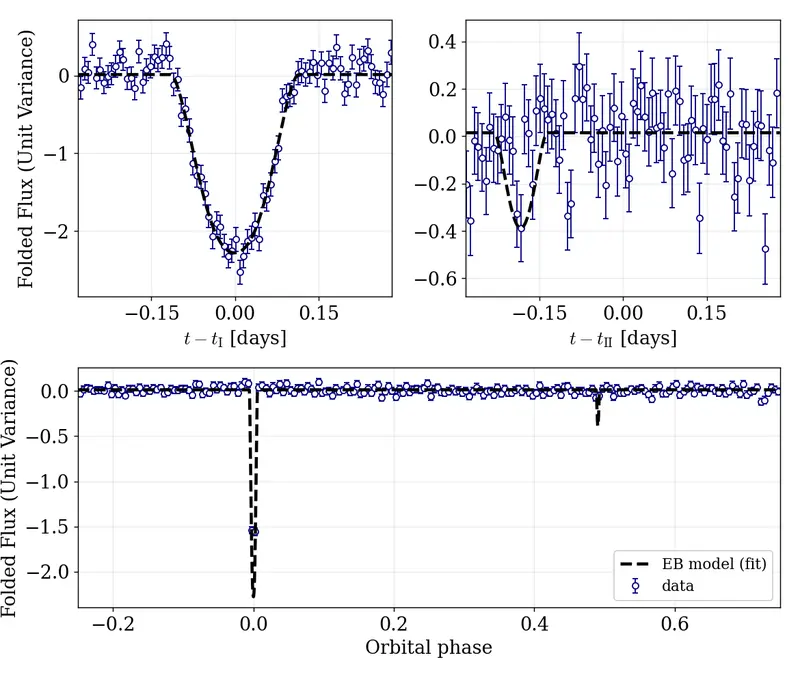 Folded Flux (Unit Variance)
0
−1
−2
−0.15 0.00 0.15
t − tI [days]
0.4
0.2
0.0
−0.2
−0.4
−0.6
−0.15 0.00 0.15
t − tII [days]
Folded Flux (Unit Variance)
0.0
−0.5
−1.0
−1.5
−2.0
EB model (fit)
data
−0.2 0.0 0.2 0.4 0.6
Orbital phase